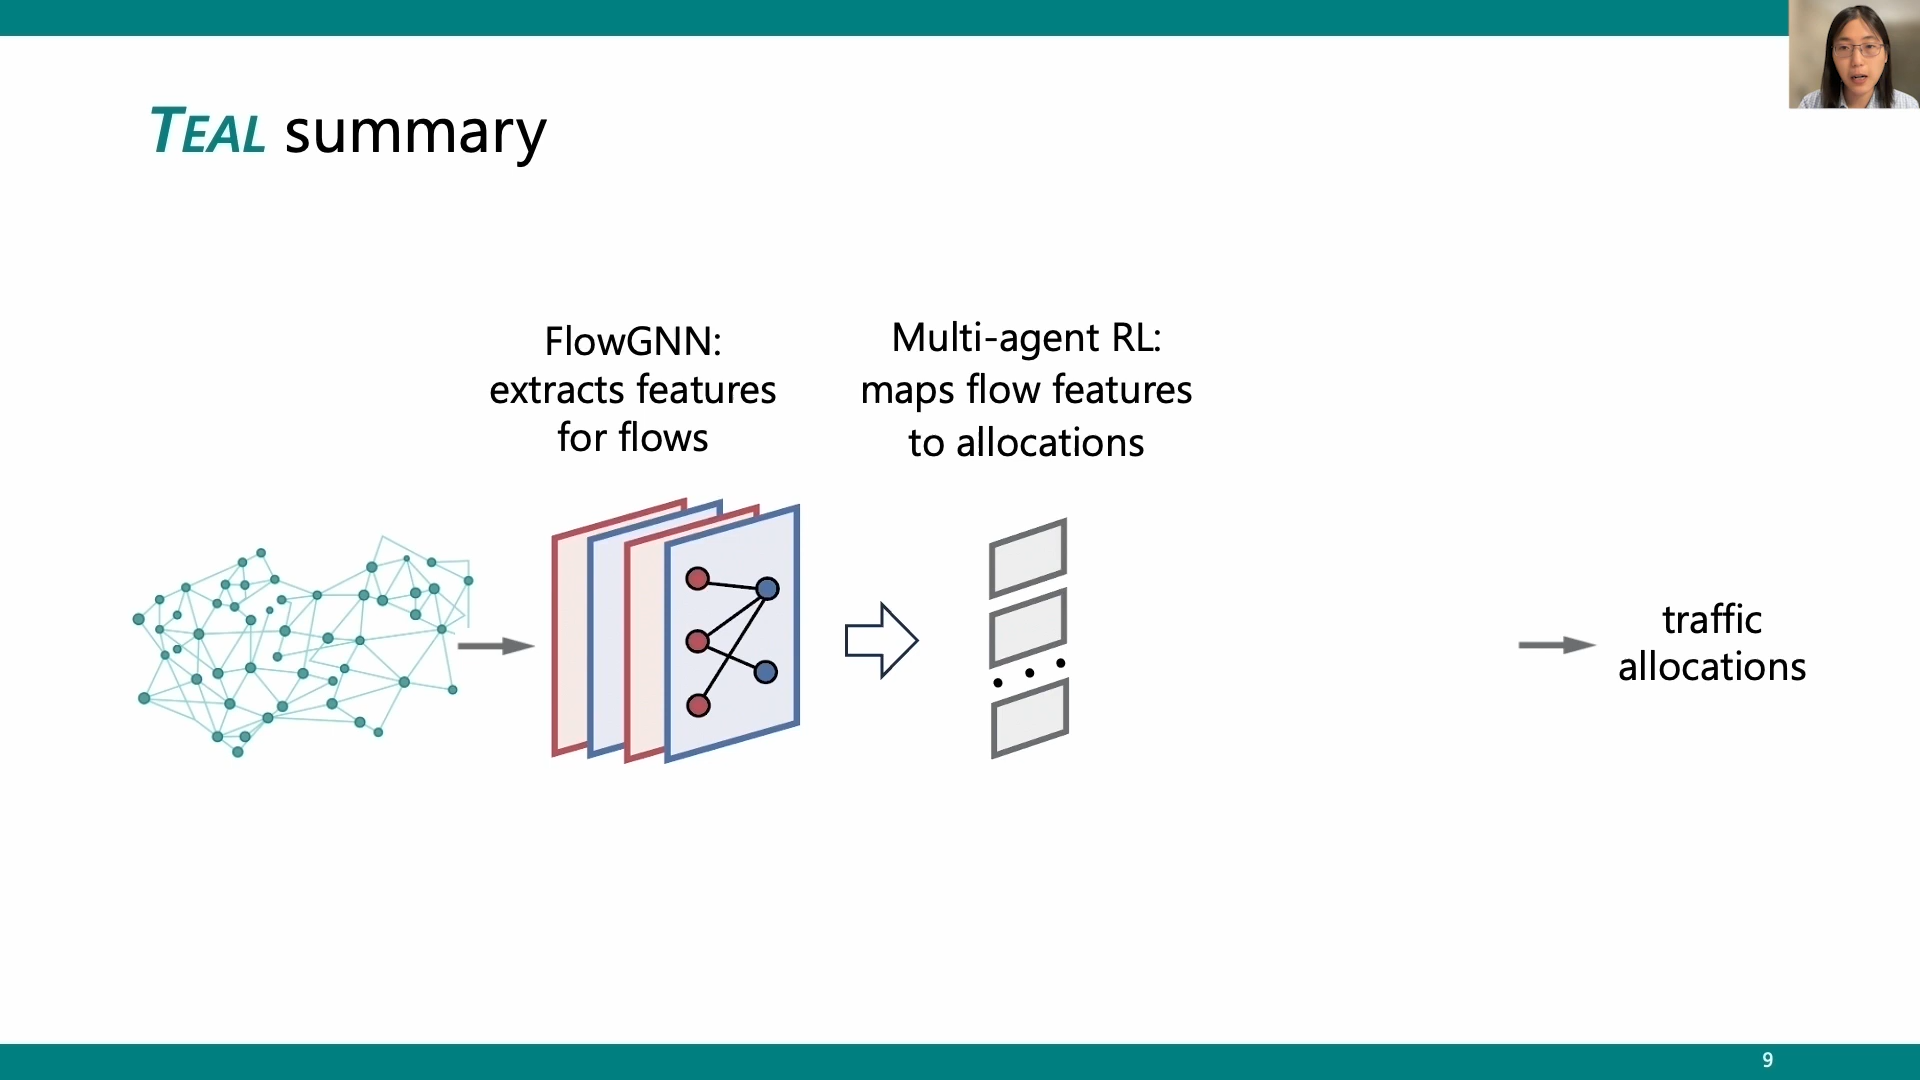 TEAL summary
FlowGNN:
extracts features
for flows
Multi-agent RL:
maps flow features
to allocations
traffic
allocations
9